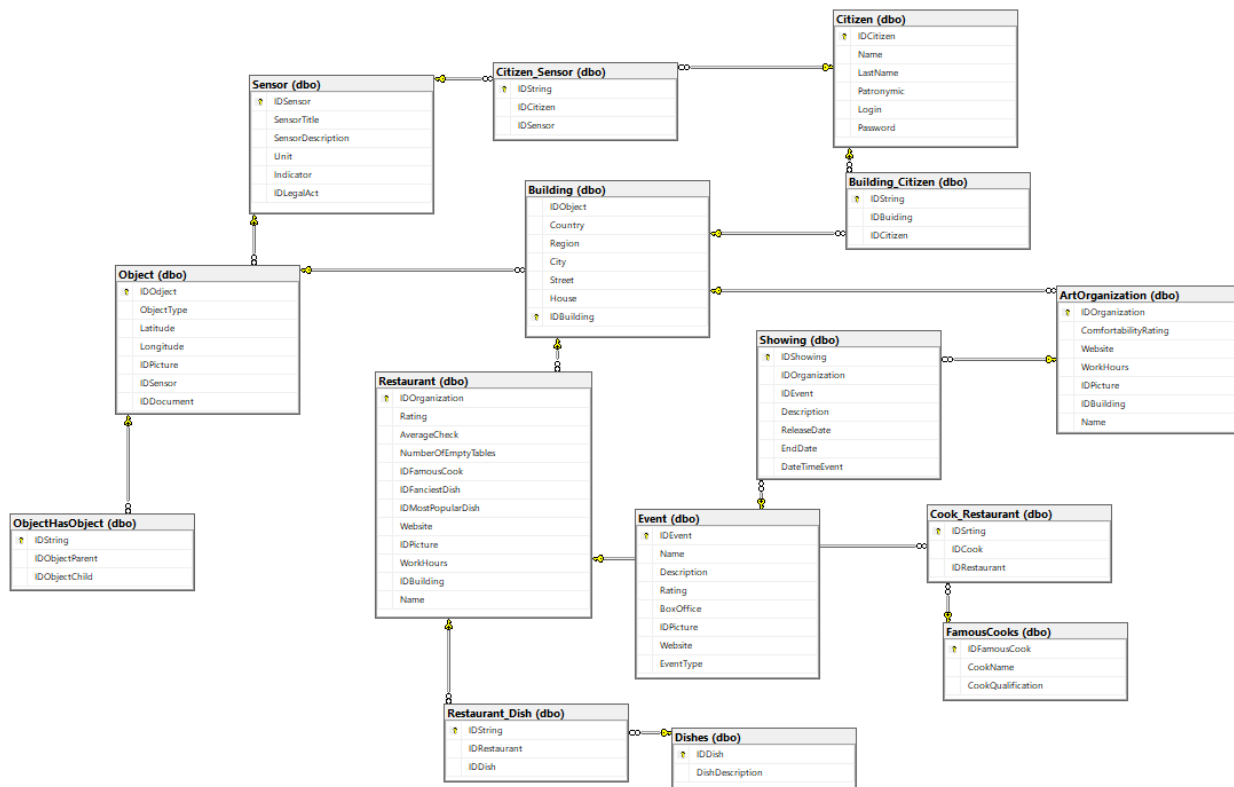 Citizen (dbo)
IDCitizen
Name
LastName
Patronymic
Login
Password
Citizen_Sensor (dbo)
IDString
IDCitizen
IDSensor
Sensor (dbo)
IDSensor
SensorTitle
SensorDescription
Unit
Indicator
IDLegalAct
Building_Citizen (dbo)
IDString
IDBuiding
IDCitizen
Building (dbo)
IDObject
Country
Region
City
Street
House
IDBuilding
Object (dbo)
IDOdject
ObjectType
Latitude
Longitude
IDPicture
IDSensor
IDDocument
ArtOrganization (dbo)
IDOrganization
ComfortabilityRating
Website
WorkHours
IDPicture
IDBuilding
Name
Showing (dbo)
IDShowing
IDOrganization
IDEvent
Description
ReleaseDate
EndDate
DateTimeEvent
Restaurant (dbo)
IDOrganization
Rating
AverageCheck
NumberOfEmptyTables
IDFamousCook
IDFanciestDish
IDMostPopularDish
Website
IDPicture
WorkHours
IDBuilding
Name
ObjectHasObject (dbo)
IDString
IDObjectParent
IDObjectChild
Event (dbo)
IDEvent
Name
Description
Rating
BoxOffice
IDPicture
Website
EventType
Cook_Restaurant (dbo)
IDSrting
IDCook
IDRestaurant
FamousCooks (dbo)
IDFamousCook
CookName
CookQualification
Restaurant_Dish (dbo)
IDString
IDRestaurant
IDDish
Dishes (dbo)
IDDish
DishDescription